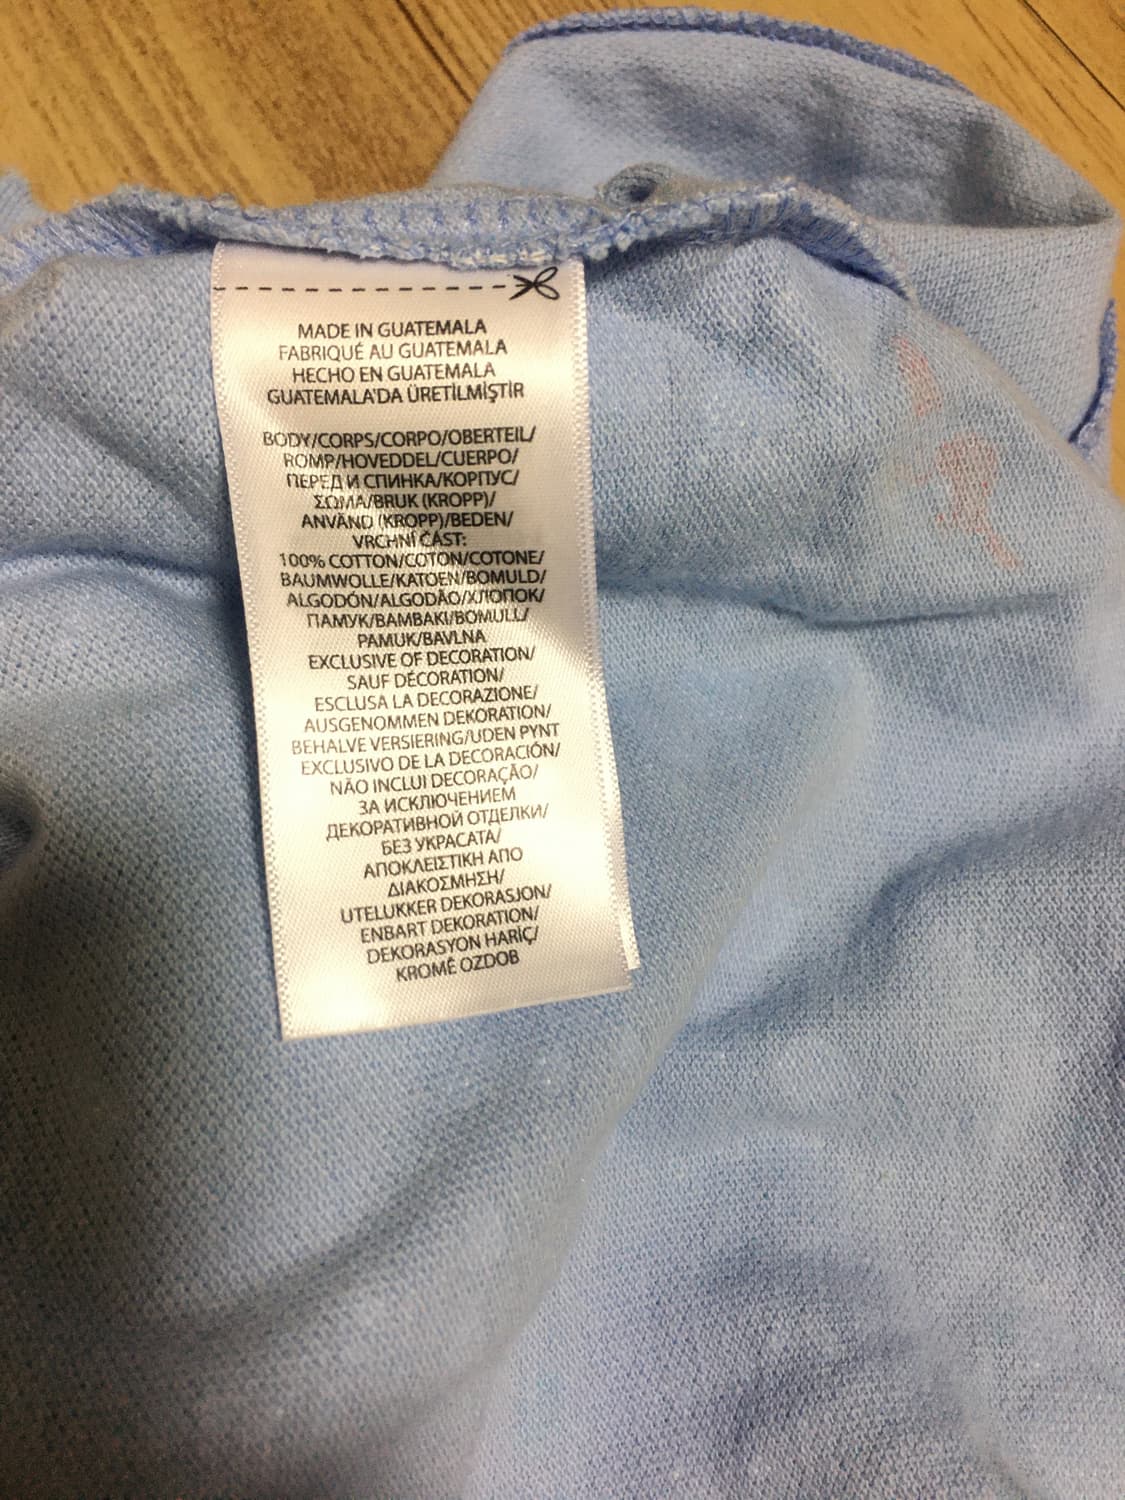 MADE IN GUATEMALA
FABRIQUÉ AU GUATEMALA
HECHO EN GUATEMALA
GUATEMALA'DA ÜRETİLMİŞTİR
BODY/CORPS/CORPO/OBERTEIL/
ROMP/HOVEDDEL/CUERPO/
ПЕРЕД И СПИНКА/КОРПУС/
ΣΩΜΑ/BRUK (KROPP)/
ANVÄND (KROPP)/BEDEN/
VRCHNÍ ČÁST:
100% COTTON/COTON/COTONE/
BAUMWOLLE/KATOEN/BOMULD/
ALGODÓN/ALGODÃO/ХЛОПОК/
ПАМУК/ΒΑΜΒΑΚΙ/BOMULL/
PAMUK/BAVLNA
EXCLUSIVE OF DECORATION/
SAUF DÉCORATION/
ESCLUSA LA DECORAZIONE/
AUSGENOMMEN DEKORATION/
BEHALVE VERSIERING/UDEN PYNT
EXCLUSIVO DE LA DECORACIÓN/
NÃO INCLUI DECORAÇÃO/
ЗА ИСКЛЮЧЕНИЕМ
ДЕКОРАТИВНОЙ ОТДЕЛКИ/
БЕЗ УКРАСАТА/
ΑΠΟΚΛΕΙΣΤΙΚΗ ΑΠΟ
ΔΙΑΚΟΣΜΗΣΗ/
UTELUKKER DEKORASJON/
ENBART DEKORATION/
DEKORASYON HARİÇ/
KROMĚ OZDOB